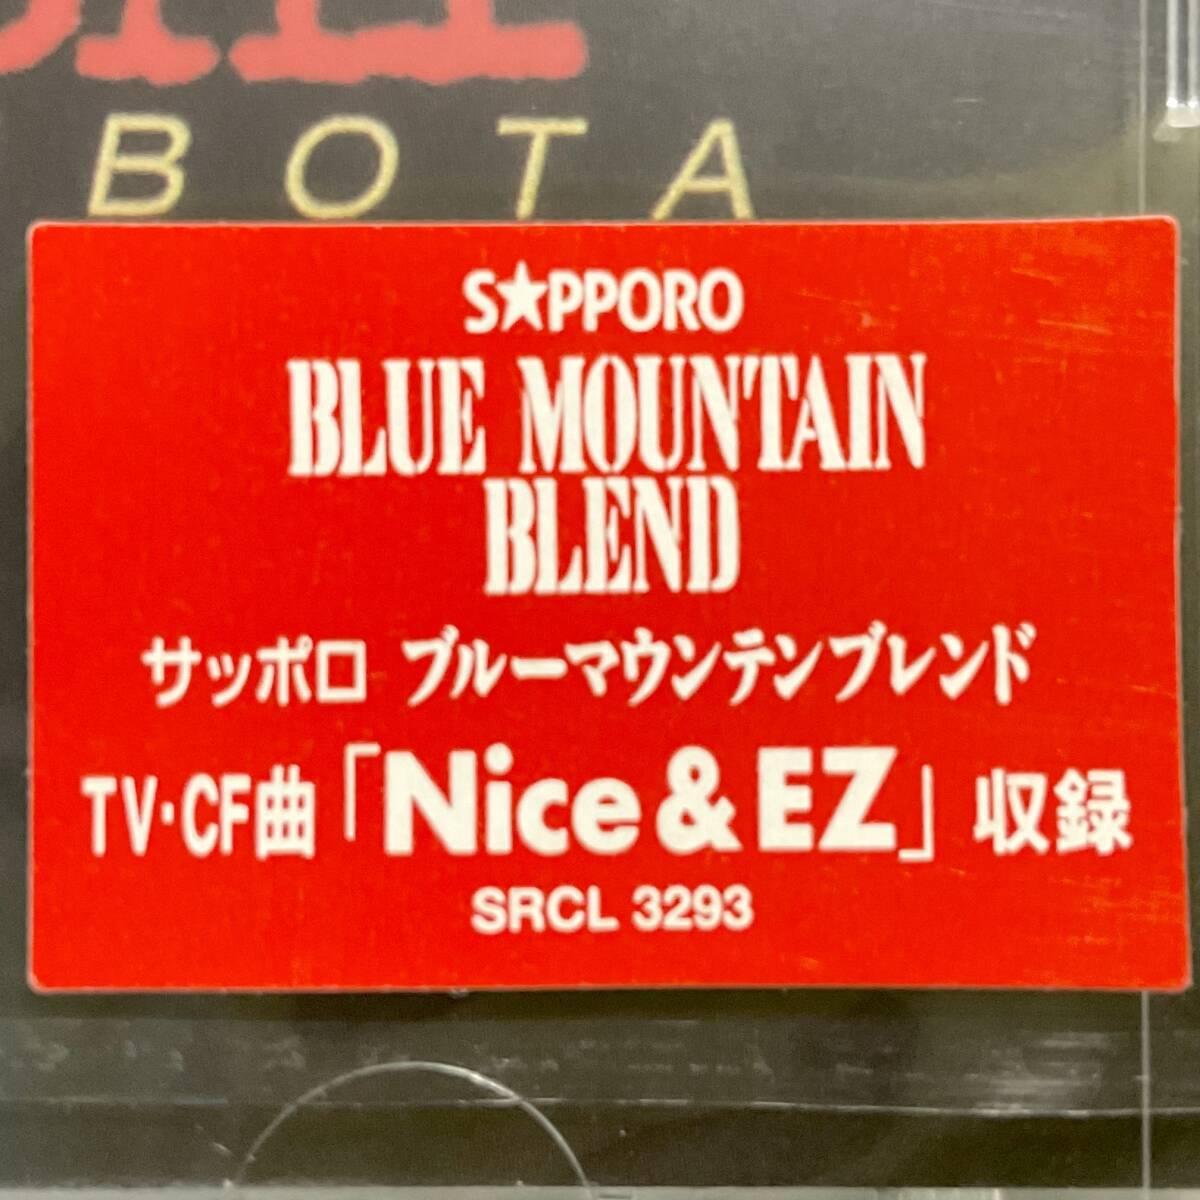 BOTA
S★PPORO
BLUE MOUNTAIN
BLEND
サッポロ ブルーマウンテンブレンド
TV・CF曲「Nice & EZ」収録
SRCL 3293